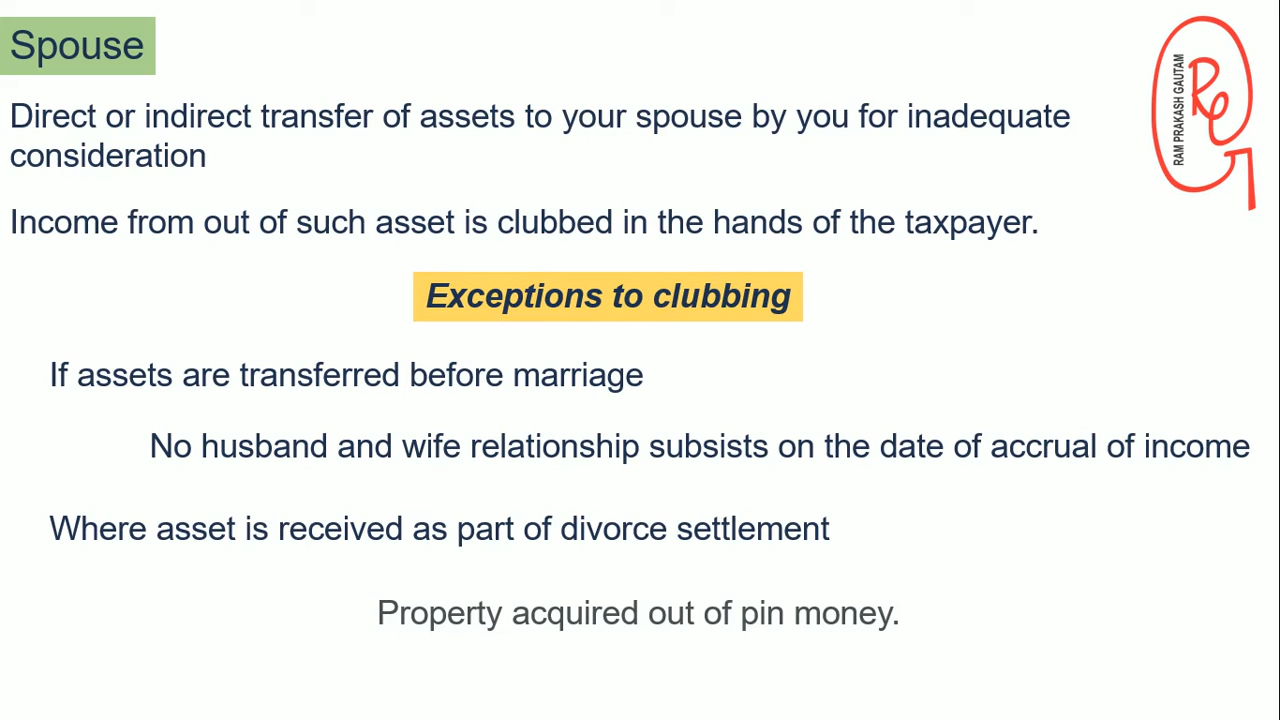 Spouse
Direct or indirect transfer of assets to your spouse by you for inadequate
consideration
Income from out of such asset is clubbed in the hands of the taxpayer.
Exceptions to clubbing
If assets are transferred before marriage
No husband and wife relationship subsists on the date of accrual of income
Where asset is received as part of divorce settlement
Property acquired out of pin money.
RAM PRAKASH GAUTAM